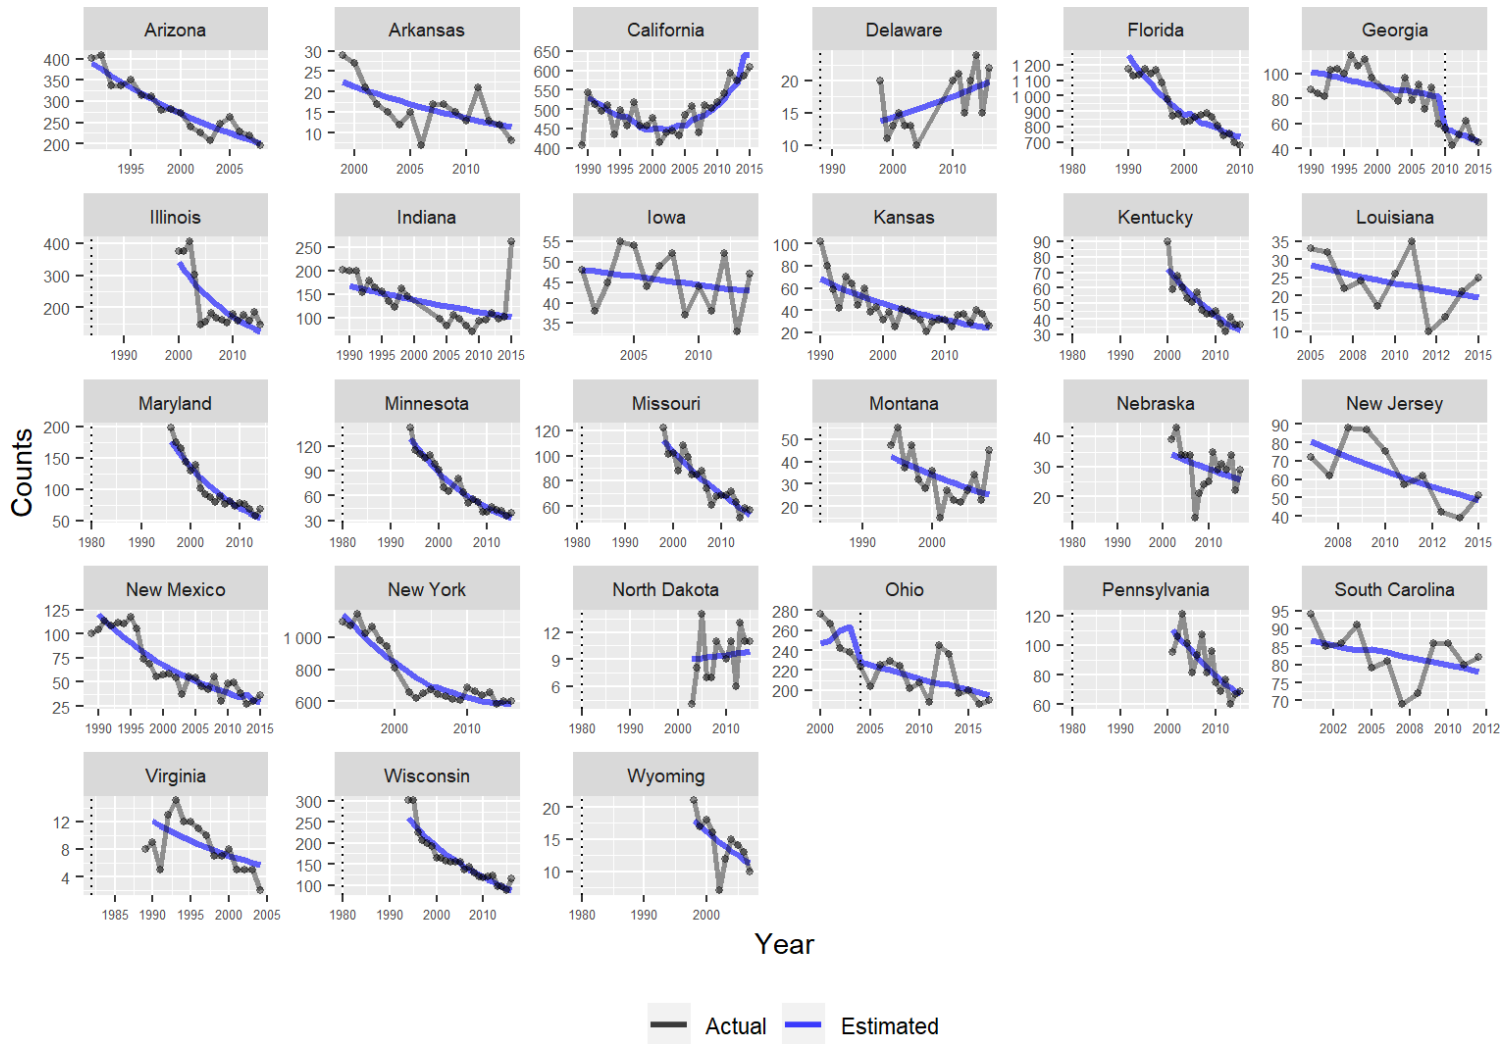 Arizona Arkansas California Delaware Florida Georgia
400 350 300 250 200
1995 2000 2005
30 25 20 15 10
2000 2005 2010
650 600 550 500 450 400
1990 1995 2000 2005 2010 2015
20 15 10
1990 2000 2010
1200 1100 1 000 900 800 700
1980 1990 2000 2010
100 80 60 40
1990 1995 2000 2005 2010 2015
Illinois Indiana Iowa Kansas Kentucky Louisiana
400 300 200
1990 2000 2010
250 200 150 100
1990 1995 2000 2005 2010 2015
55 50 45 40 35
2005 2010
100 80 60 40 20
1990 2000 2010
90 80 70 60 50 40 30
1980 1990 2000 2010
35 30 25 20 15 10
2005 2008 2010 2012 2015
Maryland Minnesota Missouri Montana Nebraska New Jersey
200 150 100 50
1980 1990 2000 2010
120 90 60 30
1980 1990 2000 2010
120 100 80 60
1980 1990 2000 2010
50 40 30 20
1990 2000
40 30 20
1980 1990 2000 2010
90 80 70 60 50 40
2008 2010 2012 2015
Counts
New Mexico New York North Dakota Ohio Pennsylvania South Carolina
125 100 75 50 25
1990 1995 2000 2005 2010 2015
1 000 800 600
2000 2010
12 9 6
1980 1990 2000 2010
280 260 240 220 200
2000 2005 2010 2015
120 100 80 60
1980 1990 2000 2010
95 90 85 80 75 70
2002 2005 2008 2010 2012
Virginia Wisconsin Wyoming
12 8 4
1985 1990 1995 2000 2005
300 250 200 150 100
1980 1990 2000 2010
20 15 10
1980 1990 2000
Year
Actual Estimated